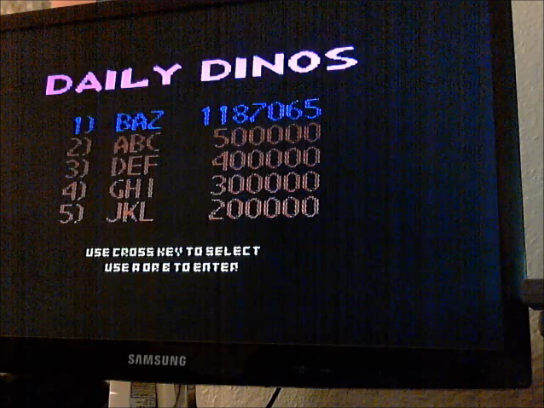 DAILY DINOS
1) BAZ 1187065
2) ABC 500000
3) DEF 400000
4) GHI 300000
5) JKL 200000
USE CROSS KEY TO SELECT
USE A OR B TO ENTER
SAMSUNG